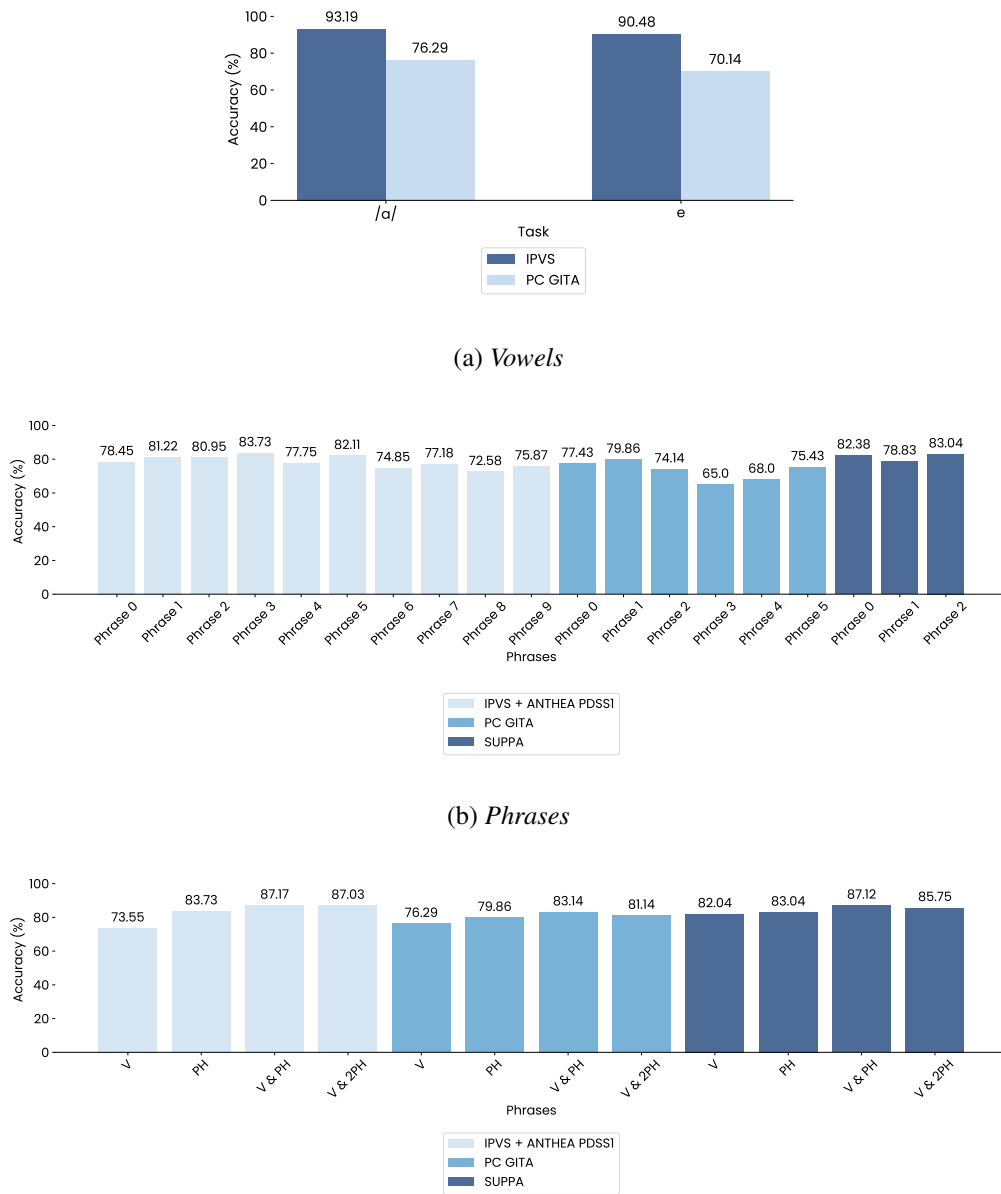 100
93.19
90.48
76.29
70.14
80
60
40
20
0
Accuracy (%)
/a/
e
Task
IPVS
PC GITA
(a) Vowels
100
80
60
40
20
0
Accuracy (%)
78.45 81.22 80.95 83.73 77.75 82.11 74.85 77.18 72.58 75.87 77.43 79.86 74.14 65.0 68.0 75.43 82.38 78.83 83.04
Phrase 0 Phrase 1 Phrase 2 Phrase 3 Phrase 4 Phrase 5 Phrase 6 Phrase 7 Phrase 8 Phrase 9 Phrase 0 Phrase 1 Phrase 2 Phrase 3 Phrase 4 Phrase 5 Phrase 0 Phrase 1 Phrase 2
Phrases
IPVS + ANTHEA PDSS1
PC GITA
SUPPA
(b) Phrases
100
80
60
40
20
0
Accuracy (%)
73.55 83.73 87.17 87.03 76.29 79.86 83.14 81.14 82.04 83.04 87.12 85.75
V PH V & PH V & 2PH V PH V & PH V & 2PH V PH V & PH V & 2PH
Phrases
IPVS + ANTHEA PDSS1
PC GITA
SUPPA